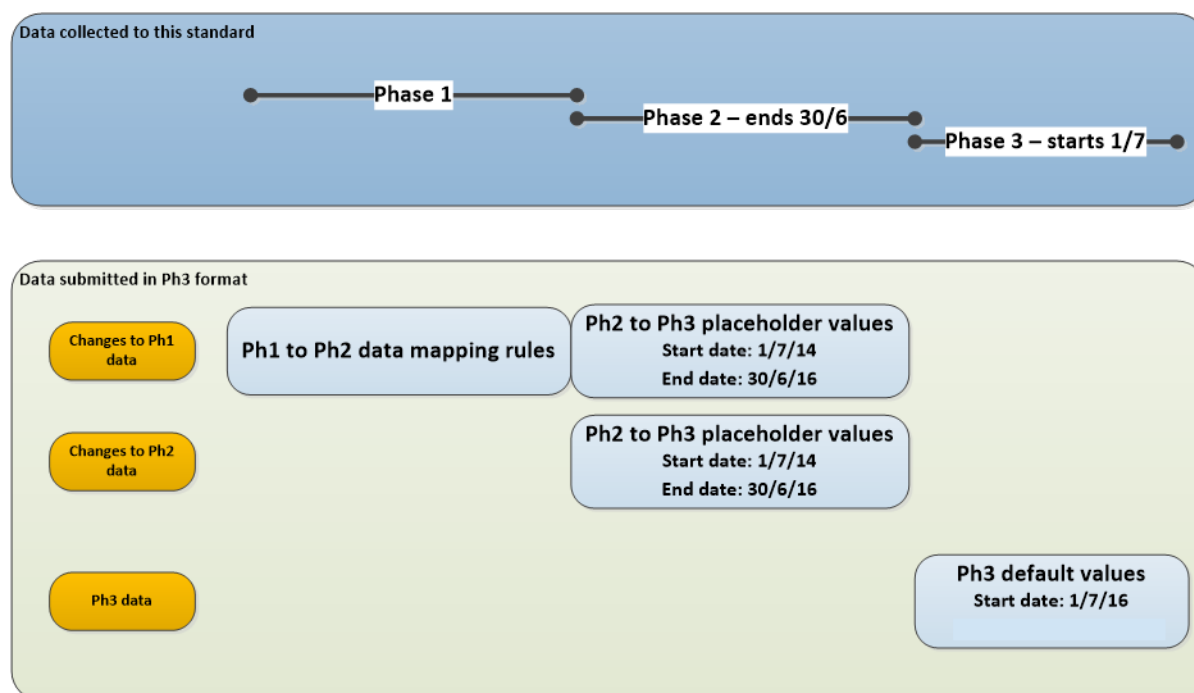 Data collected to this standard
Phase 1
Phase 2 – ends 30/6
Phase 3 – starts 1/7
Data submitted in Ph3 format
Changes to Ph1
data
Ph1 to Ph2 data mapping rules
Ph2 to Ph3 placeholder values
Start date: 1/7/14
End date: 30/6/16
Changes to Ph2
data
Ph2 to Ph3 placeholder values
Start date: 1/7/14
End date: 30/6/16
Ph3 data
Ph3 default values
Start date: 1/7/16